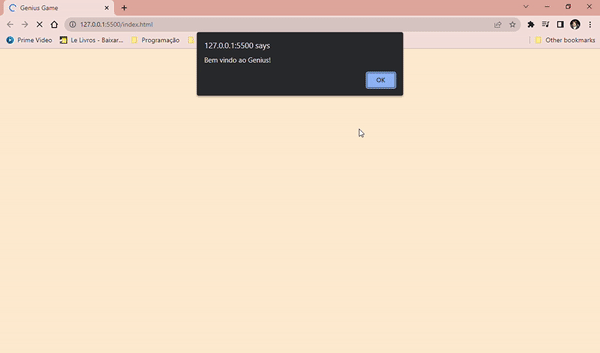 Genius Game
127.0.0.1:5500/index.html
Prime Video
Le Livros - Baixar...
Programação
Other bookmarks
127.0.0.1:5500 says
Bem vindo ao Genius!
OK